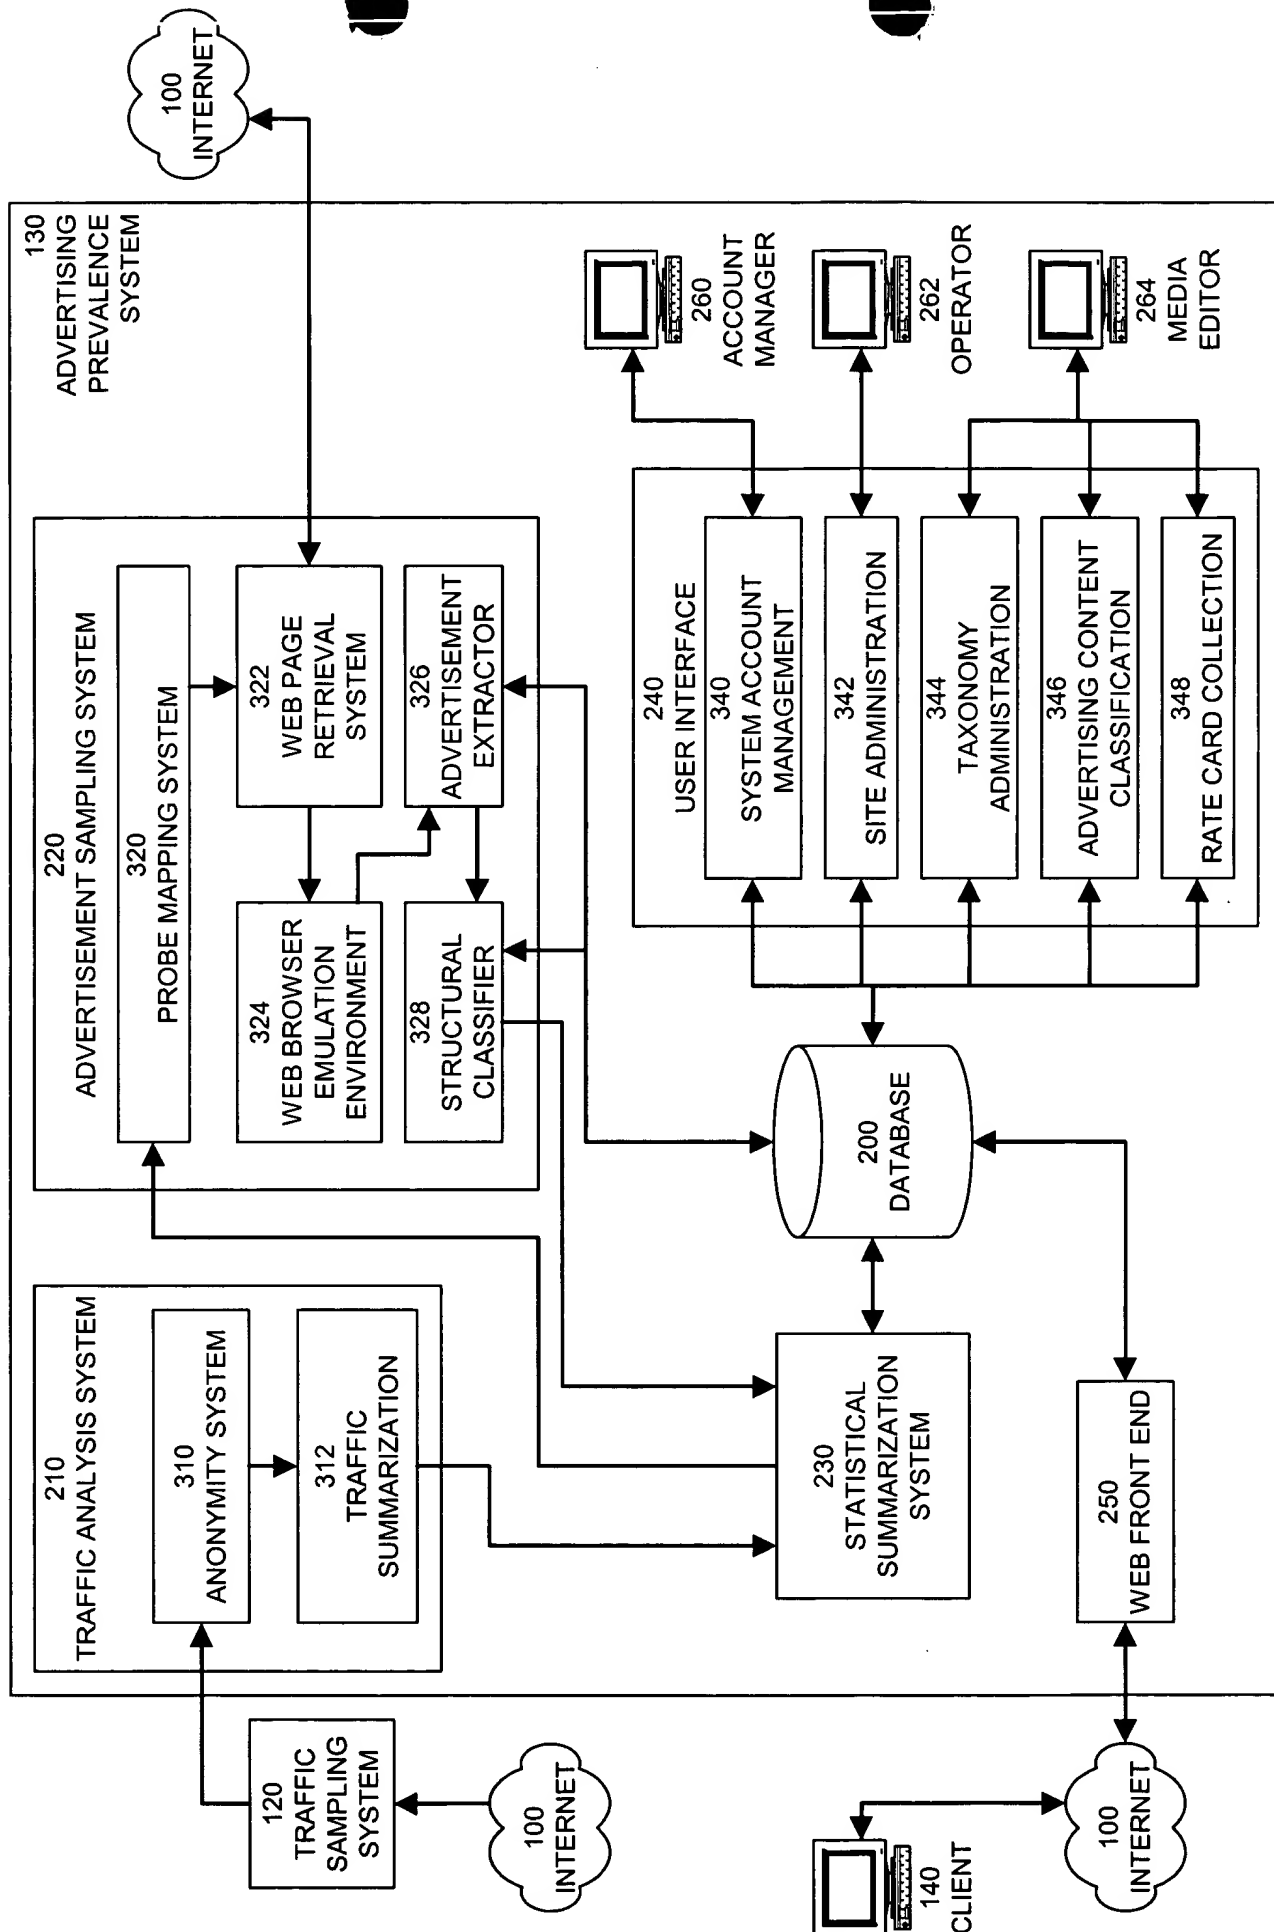 100
INTERNET
130
ADVERTISING
PREVALENCE
SYSTEM
210
TRAFFIC ANALYSIS SYSTEM
310
ANONYMITY SYSTEM
312
TRAFFIC
SUMMARIZATION
220
ADVERTISEMENT SAMPLING SYSTEM
320
PROBE MAPPING SYSTEM
324
WEB BROWSER
EMULATION
ENVIRONMENT
322
WEB PAGE
RETRIEVAL
SYSTEM
328
STRUCTURAL
CLASSIFIER
326
ADVERTISEMENT
EXTRACTOR
120
TRAFFIC
SAMPLING
SYSTEM
100
INTERNET
230
STATISTICAL
SUMMARIZATION
SYSTEM
200
DATABASE
240
USER INTERFACE
340
SYSTEM ACCOUNT
MANAGEMENT
342
SITE ADMINISTRATION
344
TAXONOMY
ADMINISTRATION
346
ADVERTISING CONTENT
CLASSIFICATION
348
RATE CARD COLLECTION
260
ACCOUNT
MANAGER
262
OPERATOR
264
MEDIA
EDITOR
140
CLIENT
100
INTERNET
250
WEB FRONT END